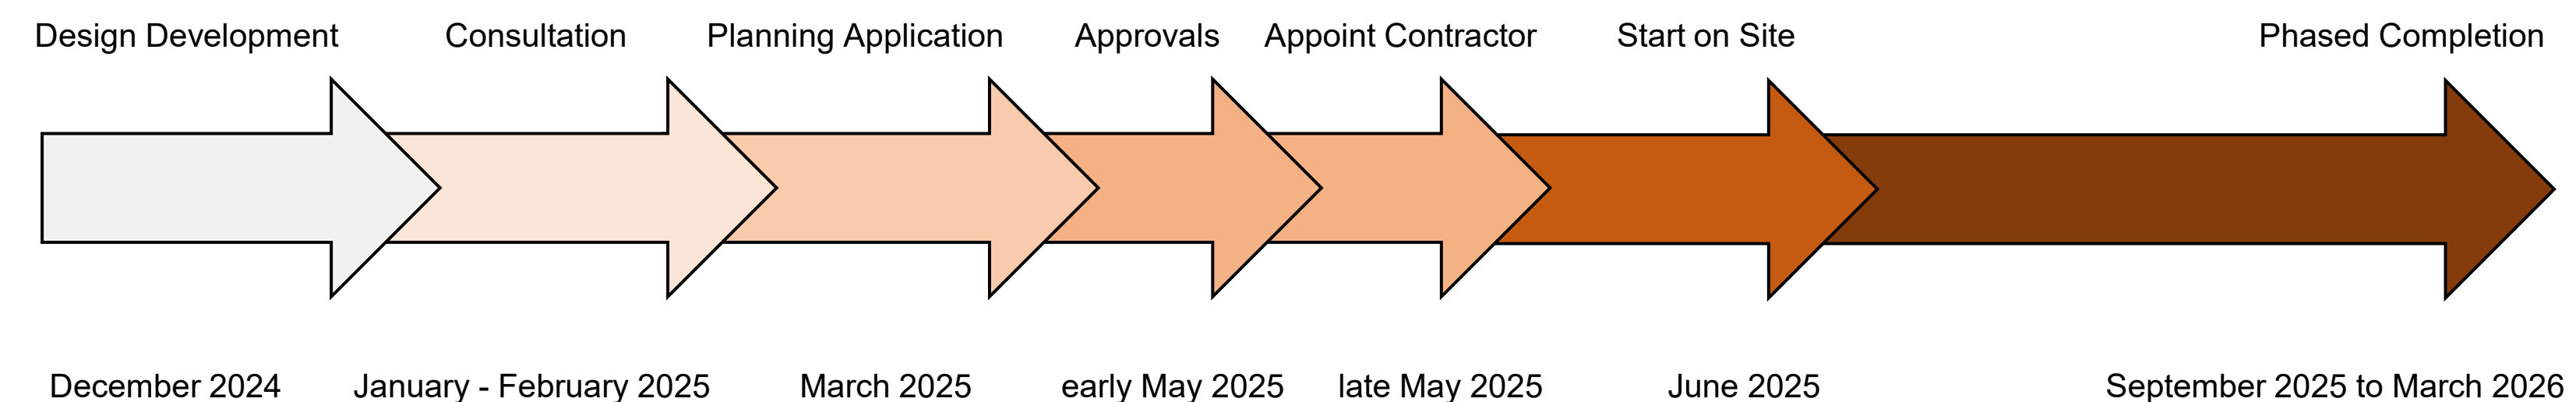 Design Development Consultation Planning Application Approvals Appoint Contractor Start on Site Phased Completion
December 2024 January - February 2025 March 2025 early May 2025 late May 2025 June 2025 September 2025 to March 2026